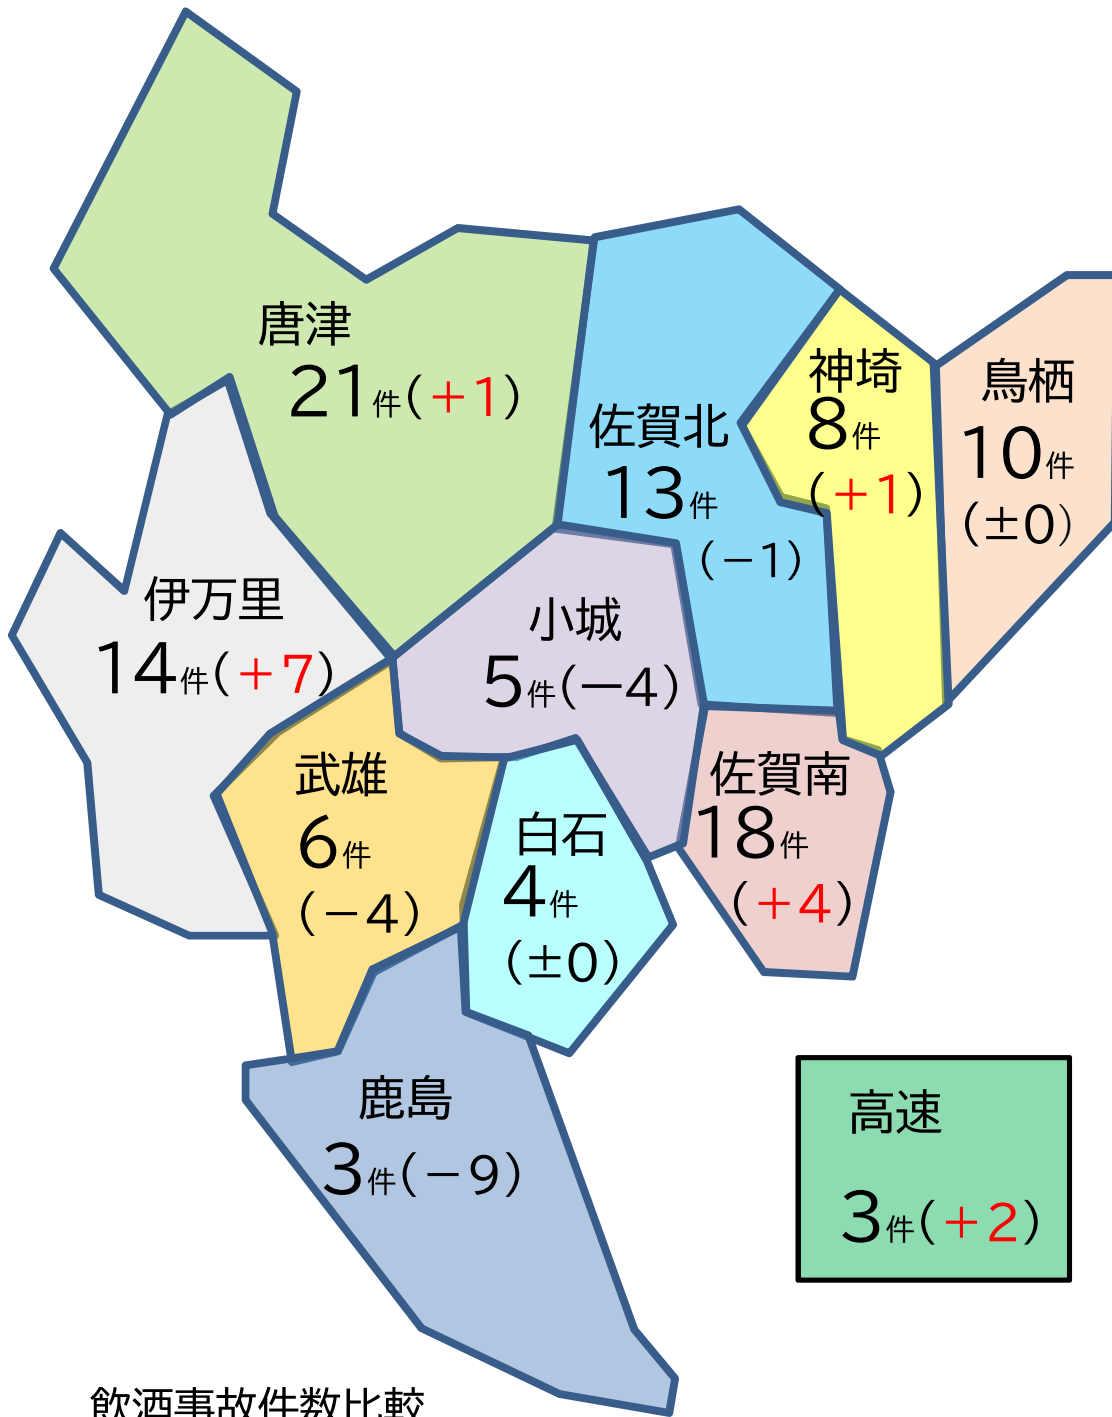 唐津
21件(+1)
佐賀北
13件
(−1)
神埼
8件
(+1)
鳥栖
10件
(±0)
伊万里
14件(+7)
小城
5件(ー4)
武雄
6件
(−4)
白石
4件
(±0)
佐賀南
18件
(+4)
鹿島
3件(−9)
高速
3件(+2)
飲酒事故件数比較